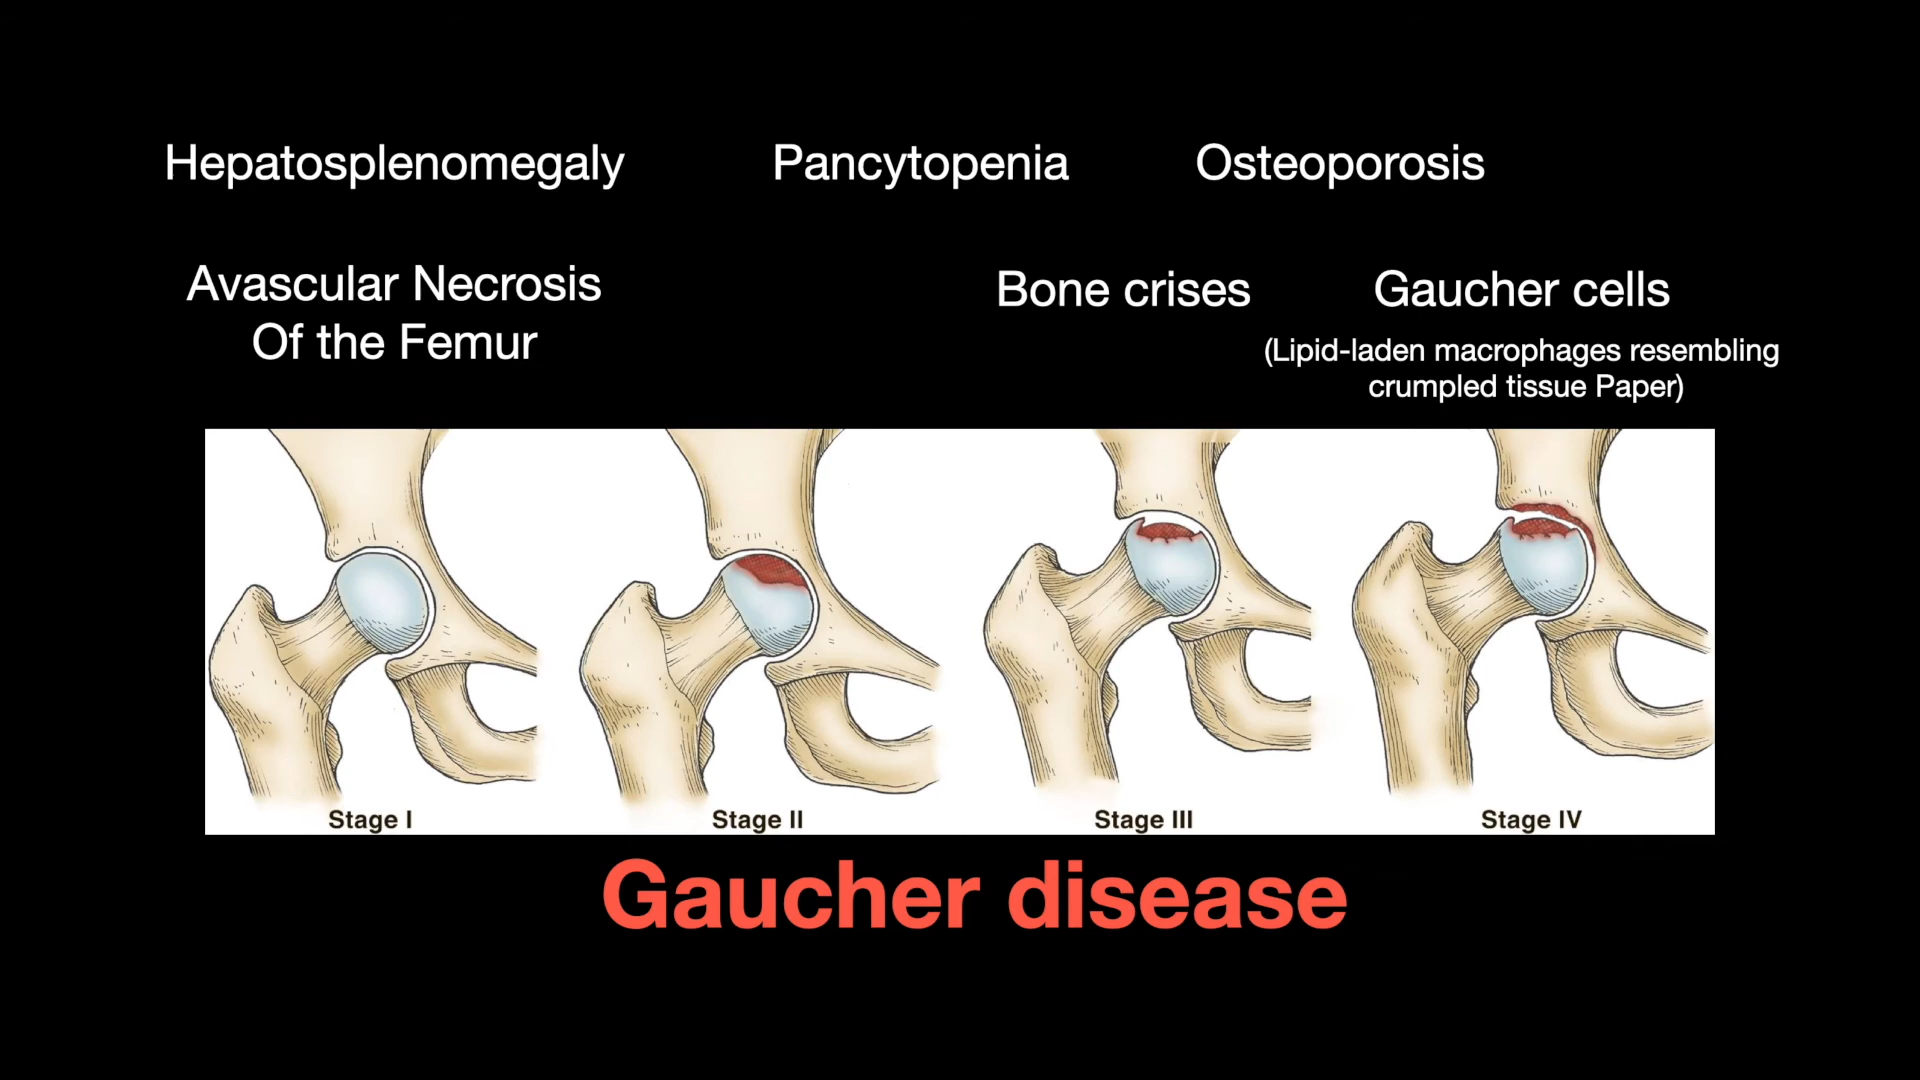 Hepatosplenomegaly
Pancytopenia
Osteoporosis
Avascular Necrosis
Of the Femur
Bone crises
Gaucher cells
(Lipid-laden macrophages resembling
crumpled tissue Paper)
Stage I
Stage II
Stage III
Stage IV
Gaucher disease